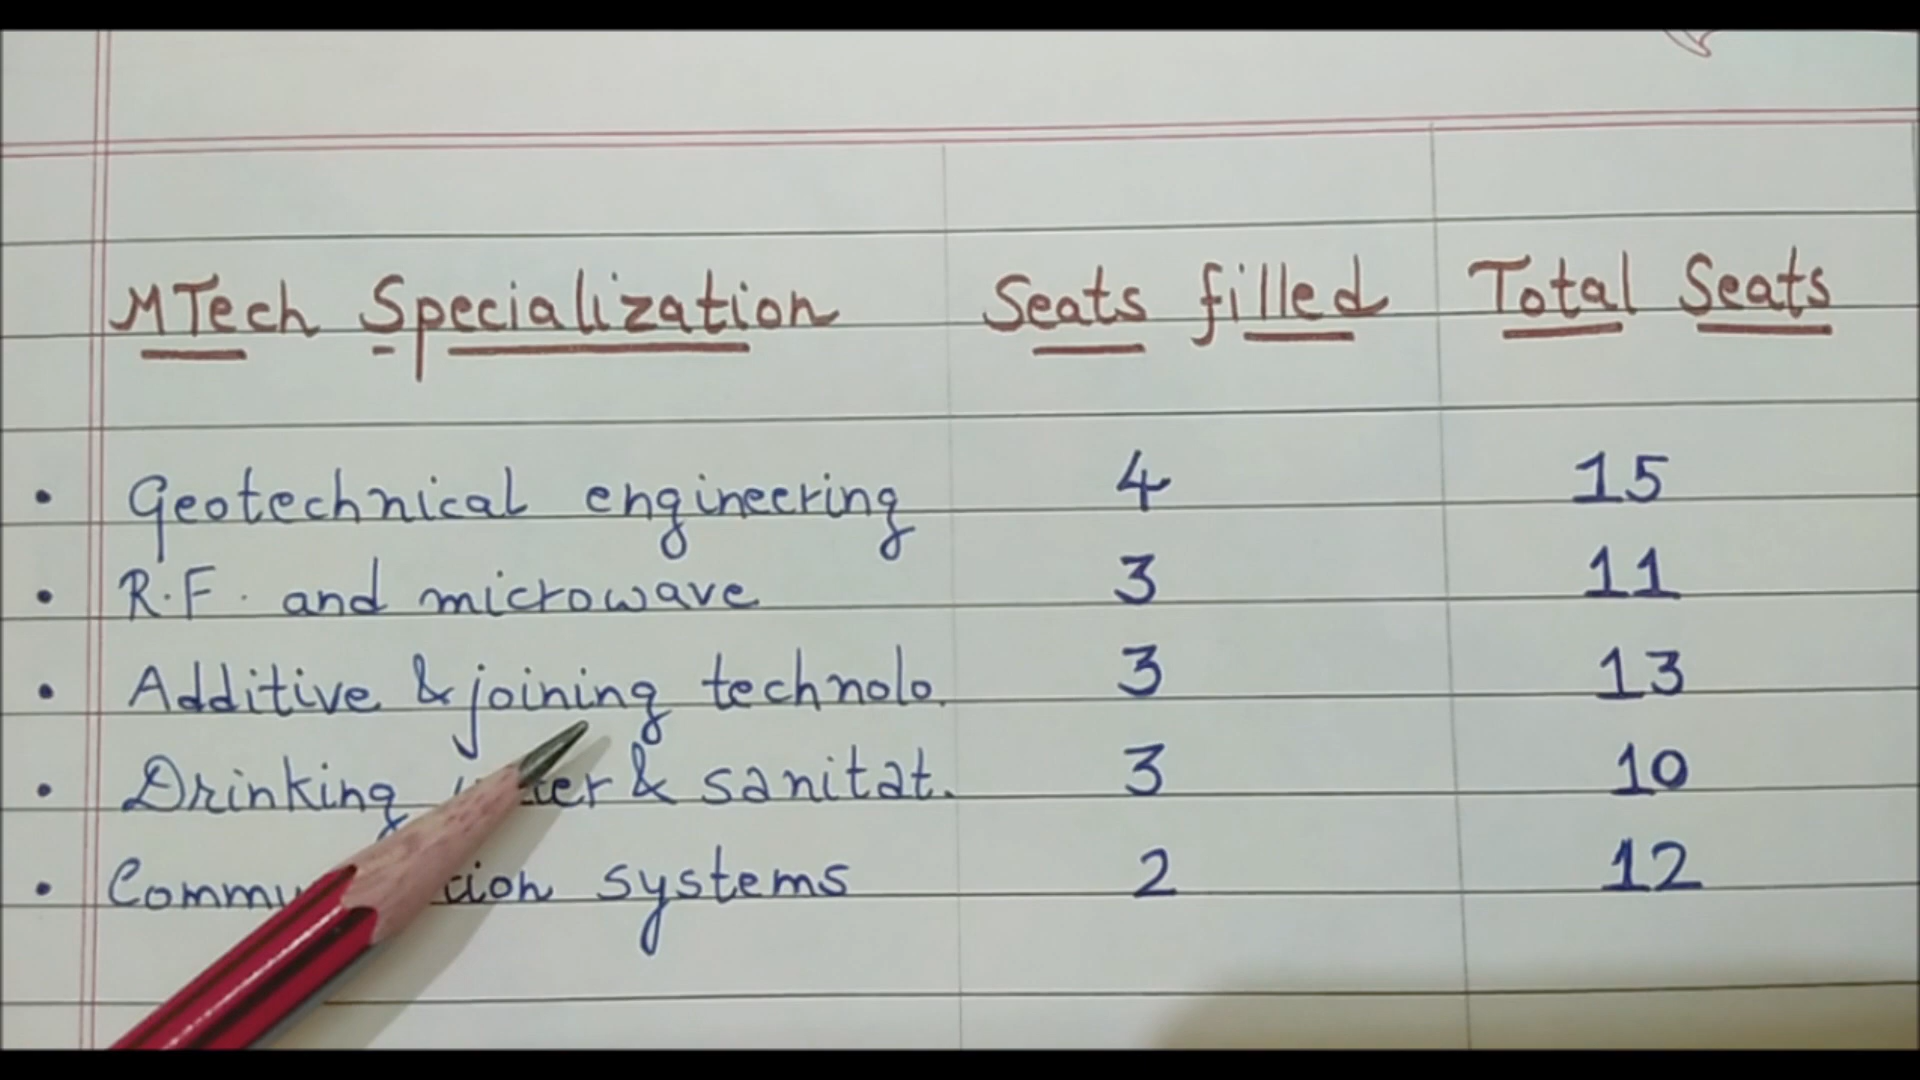 MTech Specialization Seats filled Total Seats
• Geotechnical engineering 4 15
• R.F. and microwave 3 11
• Additive & joining technolo. 3 13
• Drinking & sanitat. 3 10
• systems 2 12